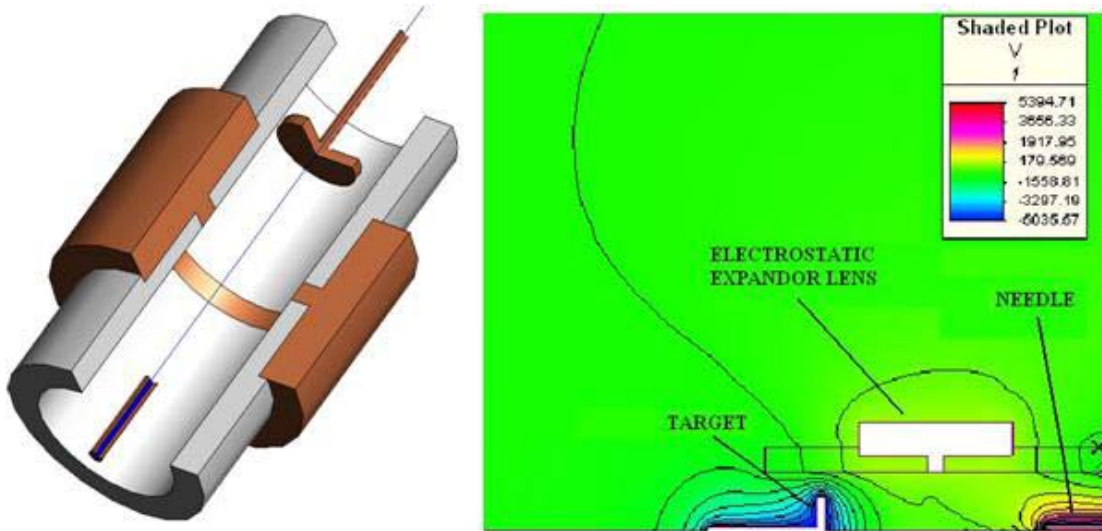 Shaded Plot
V
1
5394.71
3656.33
1917.95
179.569
-1558.81
-3297.19
-5035.57
ELECTROSTATIC
EXPANDOR LENS
NEEDLE
TARGET